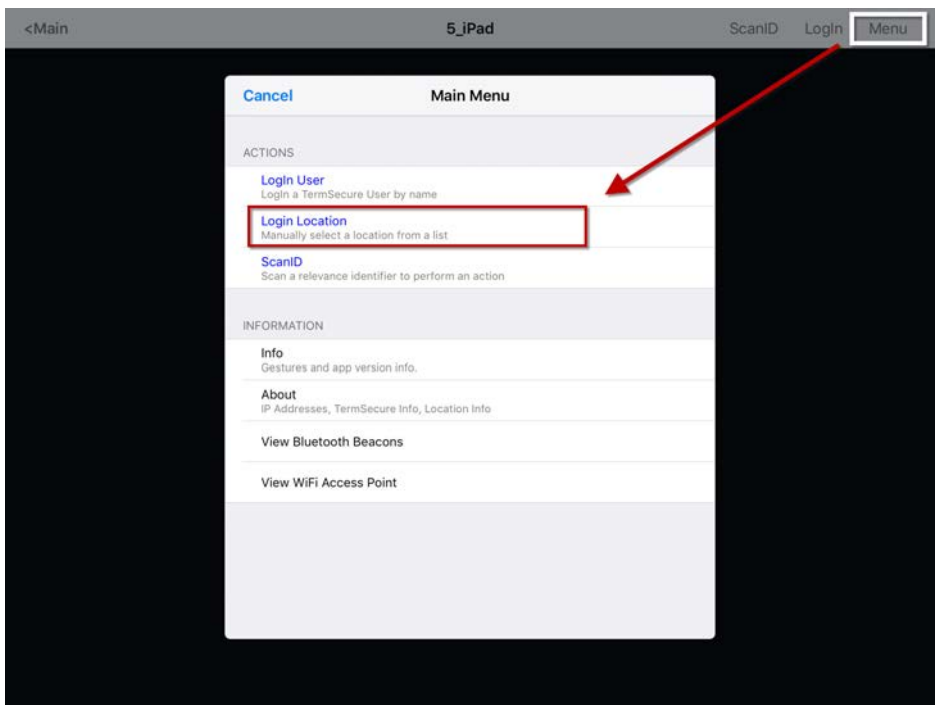 <Main
5_iPad
ScanID
LogIn
Menu
Cancel
Main Menu
ACTIONS
LogIn User
LogIn a TermSecure User by name
Login Location
Manually select a location from a list
ScanID
Scan a relevance identifier to perform an action
INFORMATION
Info
Gestures and app version info.
About
IP Addresses, TermSecure Info, Location Info
View Bluetooth Beacons
View WiFi Access Point